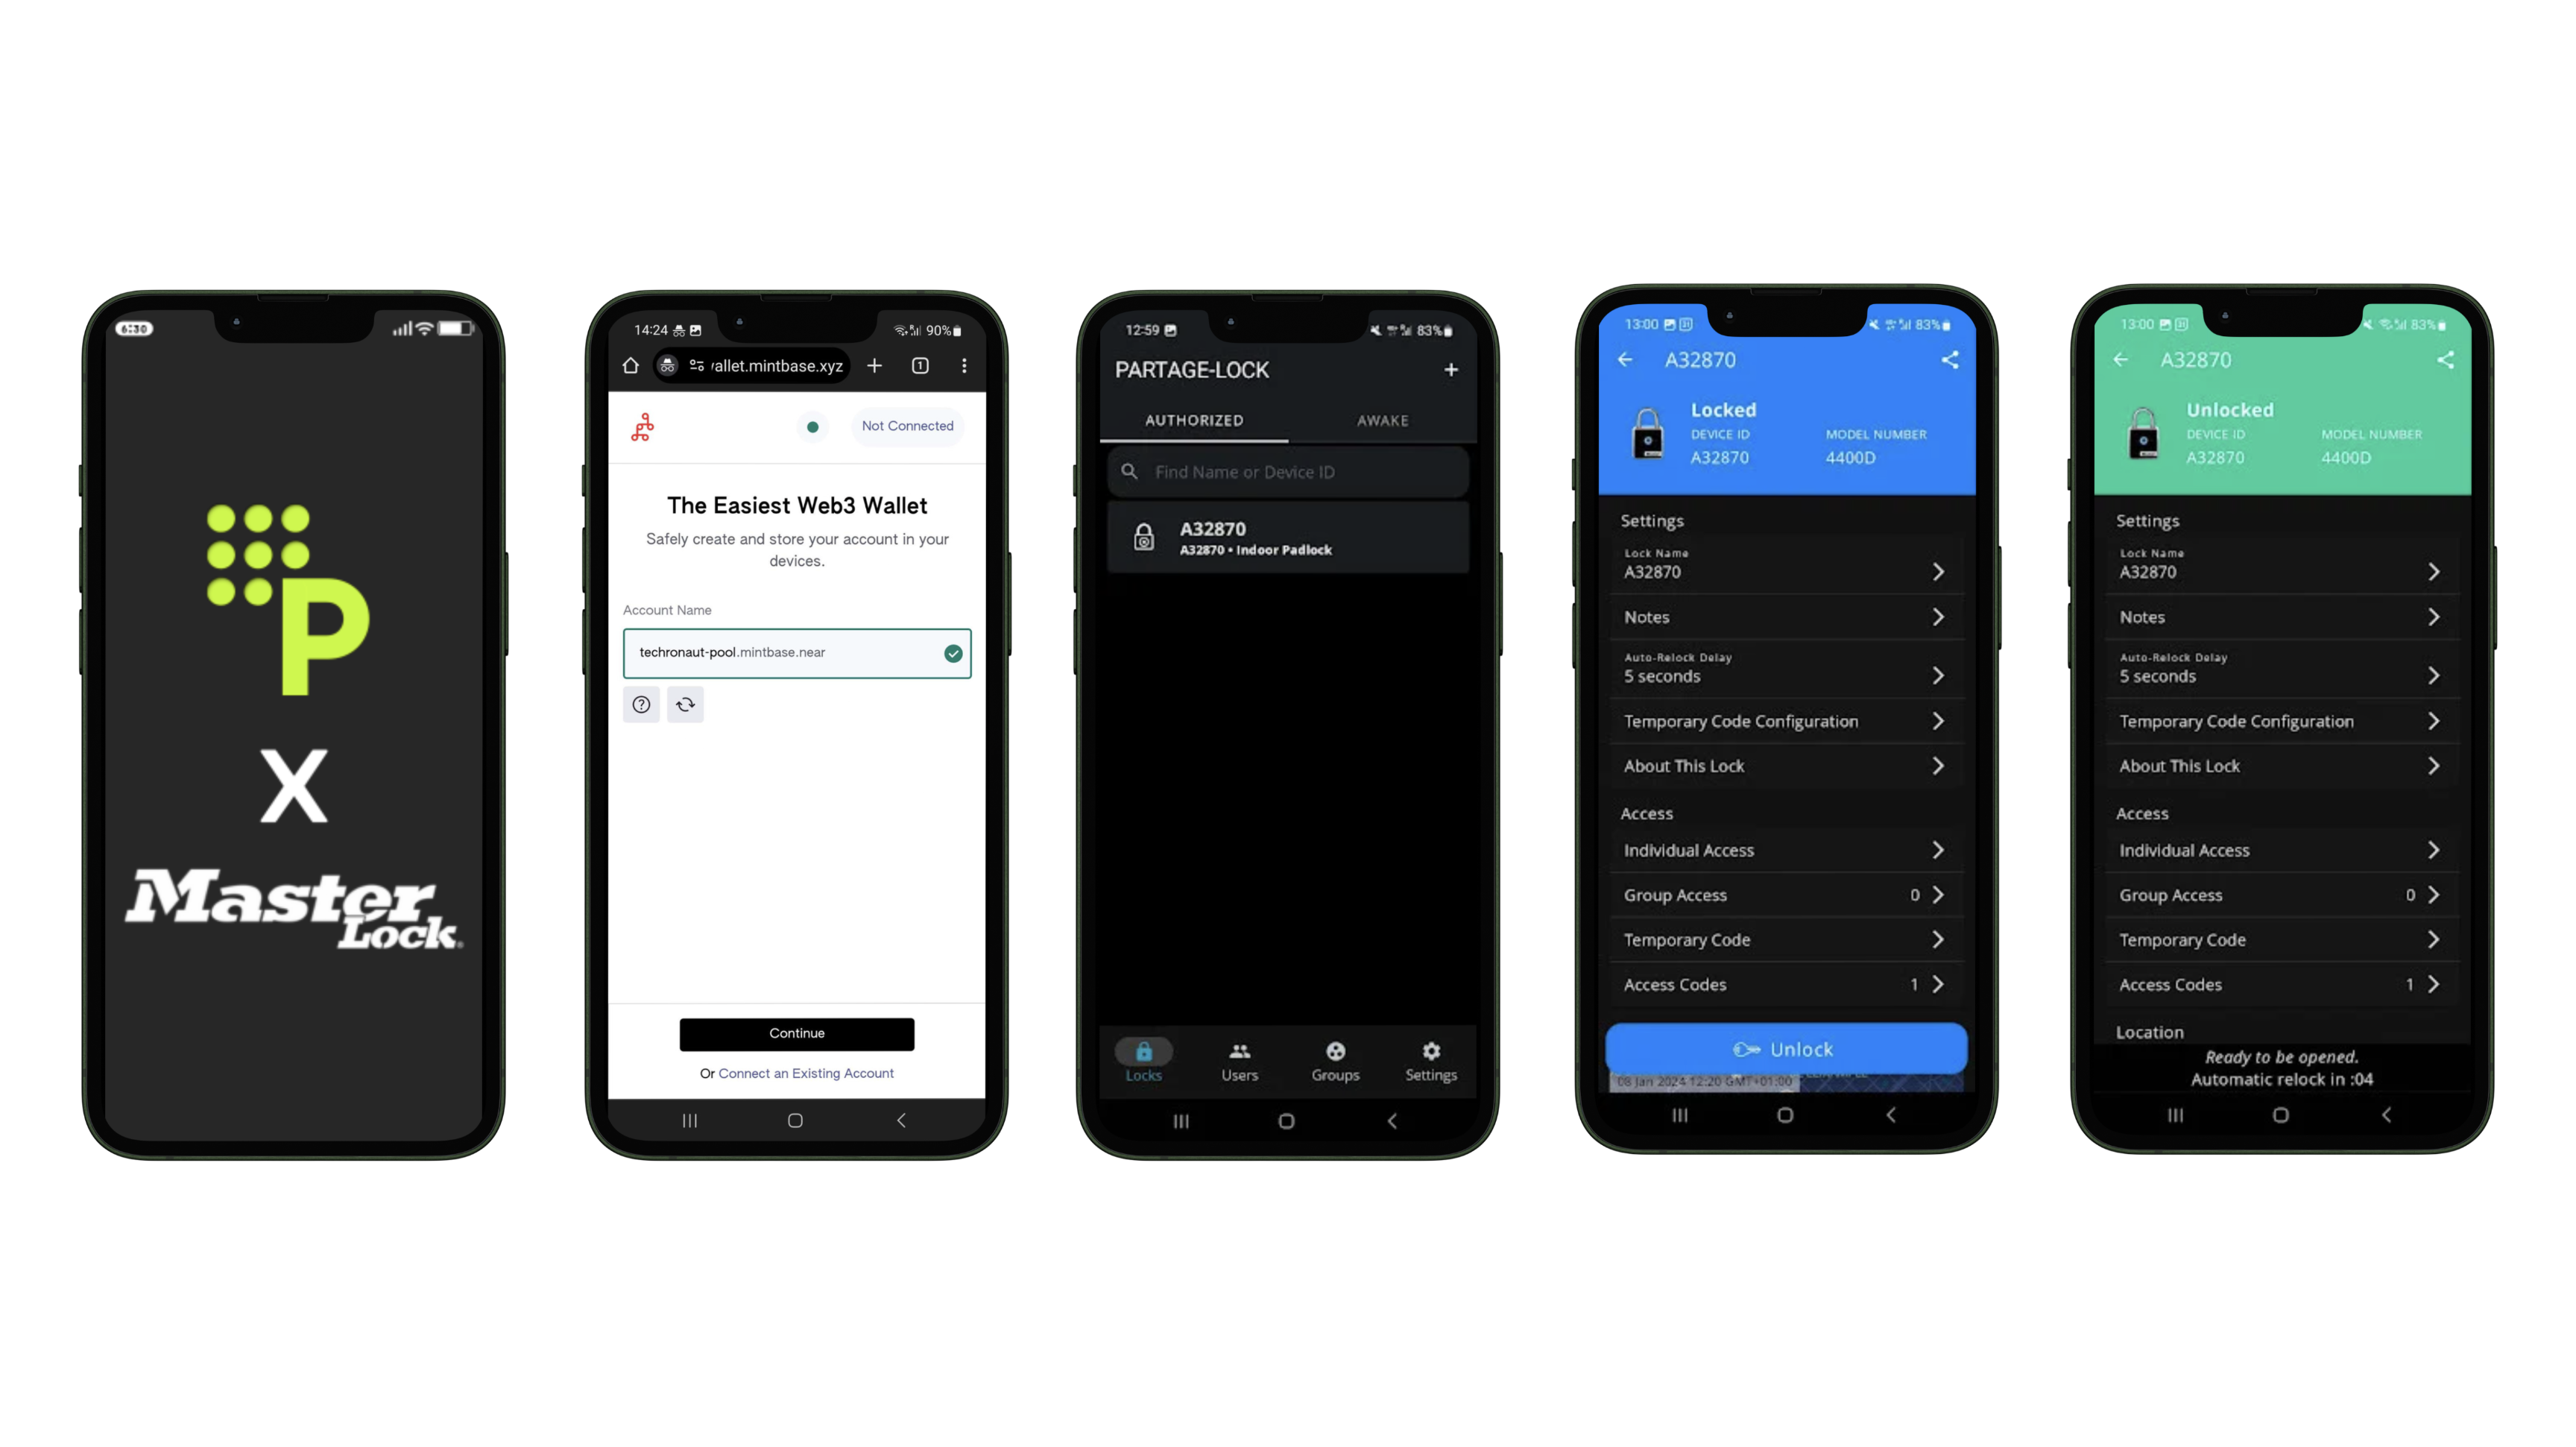 6:30
P
X
Master
Lock®
14:24
90%
/allet.mintbase.xyz
1
Not Connected
The Easiest Web3 Wallet
Safely create and store your account in your
devices.
Account Name
techronaut-pool.mintbase.near
Continue
Or Connect an Existing Account
12:59
83%
PARTAGE-LOCK
AUTHORIZED
AWAKE
Find Name or Device ID
A32870
A32870 • Indoor Padlock
Locks
Users
Groups
Settings
13:00
31
83%
A32870
Locked
DEVICE ID
MODEL NUMBER
A32870
4400D
Settings
Lock Name
A32870
Notes
Auto-Relock Delay
5 seconds
Temporary Code Configuration
About This Lock
Access
Individual Access
Group Access 0
Temporary Code
Access Codes 1
Unlock
08 Jan 2024 12:20 GMT+01:00
13:00
31
83%
A32870
Unlocked
DEVICE ID
MODEL NUMBER
A32870
4400D
Settings
Lock Name
A32870
Notes
Auto-Relock Delay
5 seconds
Temporary Code Configuration
About This Lock
Access
Individual Access
Group Access 0
Temporary Code
Access Codes 1
Location
Ready to be opened.
Automatic relock in :04